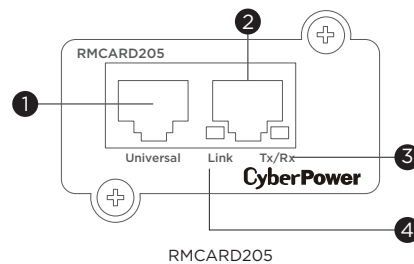 2
RMCARD205
1
Universal Link Tx/Rx
3
CyberPower
4
RMCARD205